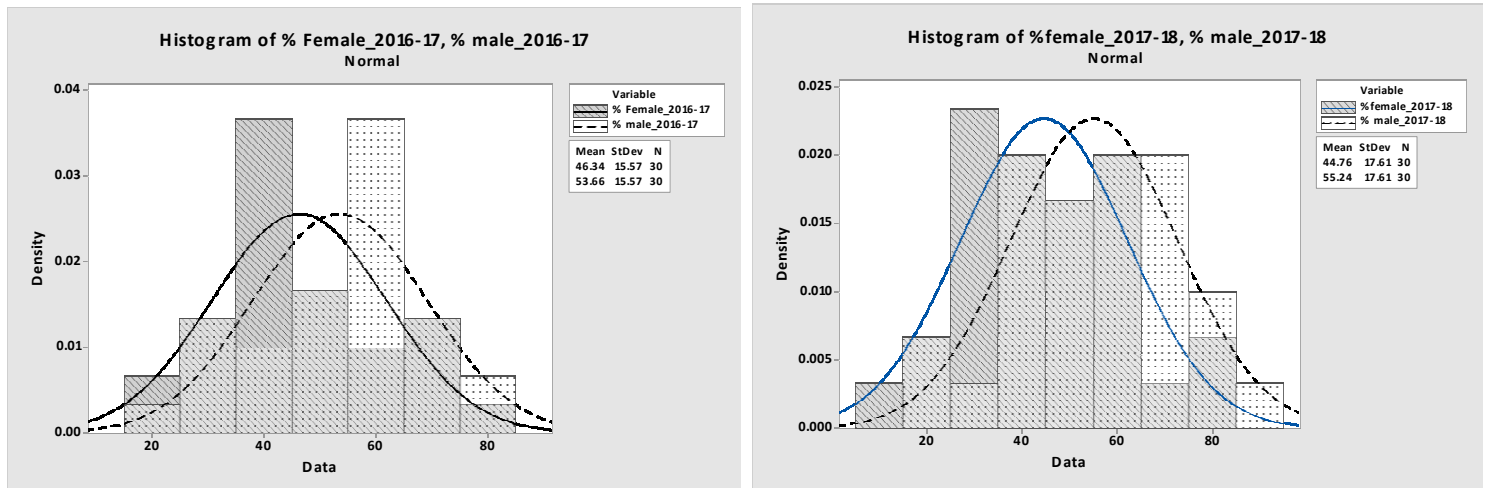 Histogram of % Female_2016-17, % male_2016-17
Normal
0.04
0.03
0.02
0.01
0.00
Density
20 40 60 80
Data
Variable
% Female_2016-17
% male_2016-17
Mean StDev N
46.34 15.57 30
53.66 15.57 30
Histogram of %female_2017-18, % male_2017-18
Normal
0.025
0.020
0.015
0.010
0.005
0.000
Density
20 40 60 80
Data
Variable
%female_2017-18
% male_2017-18
Mean StDev N
44.76 17.61 30
55.24 17.61 30